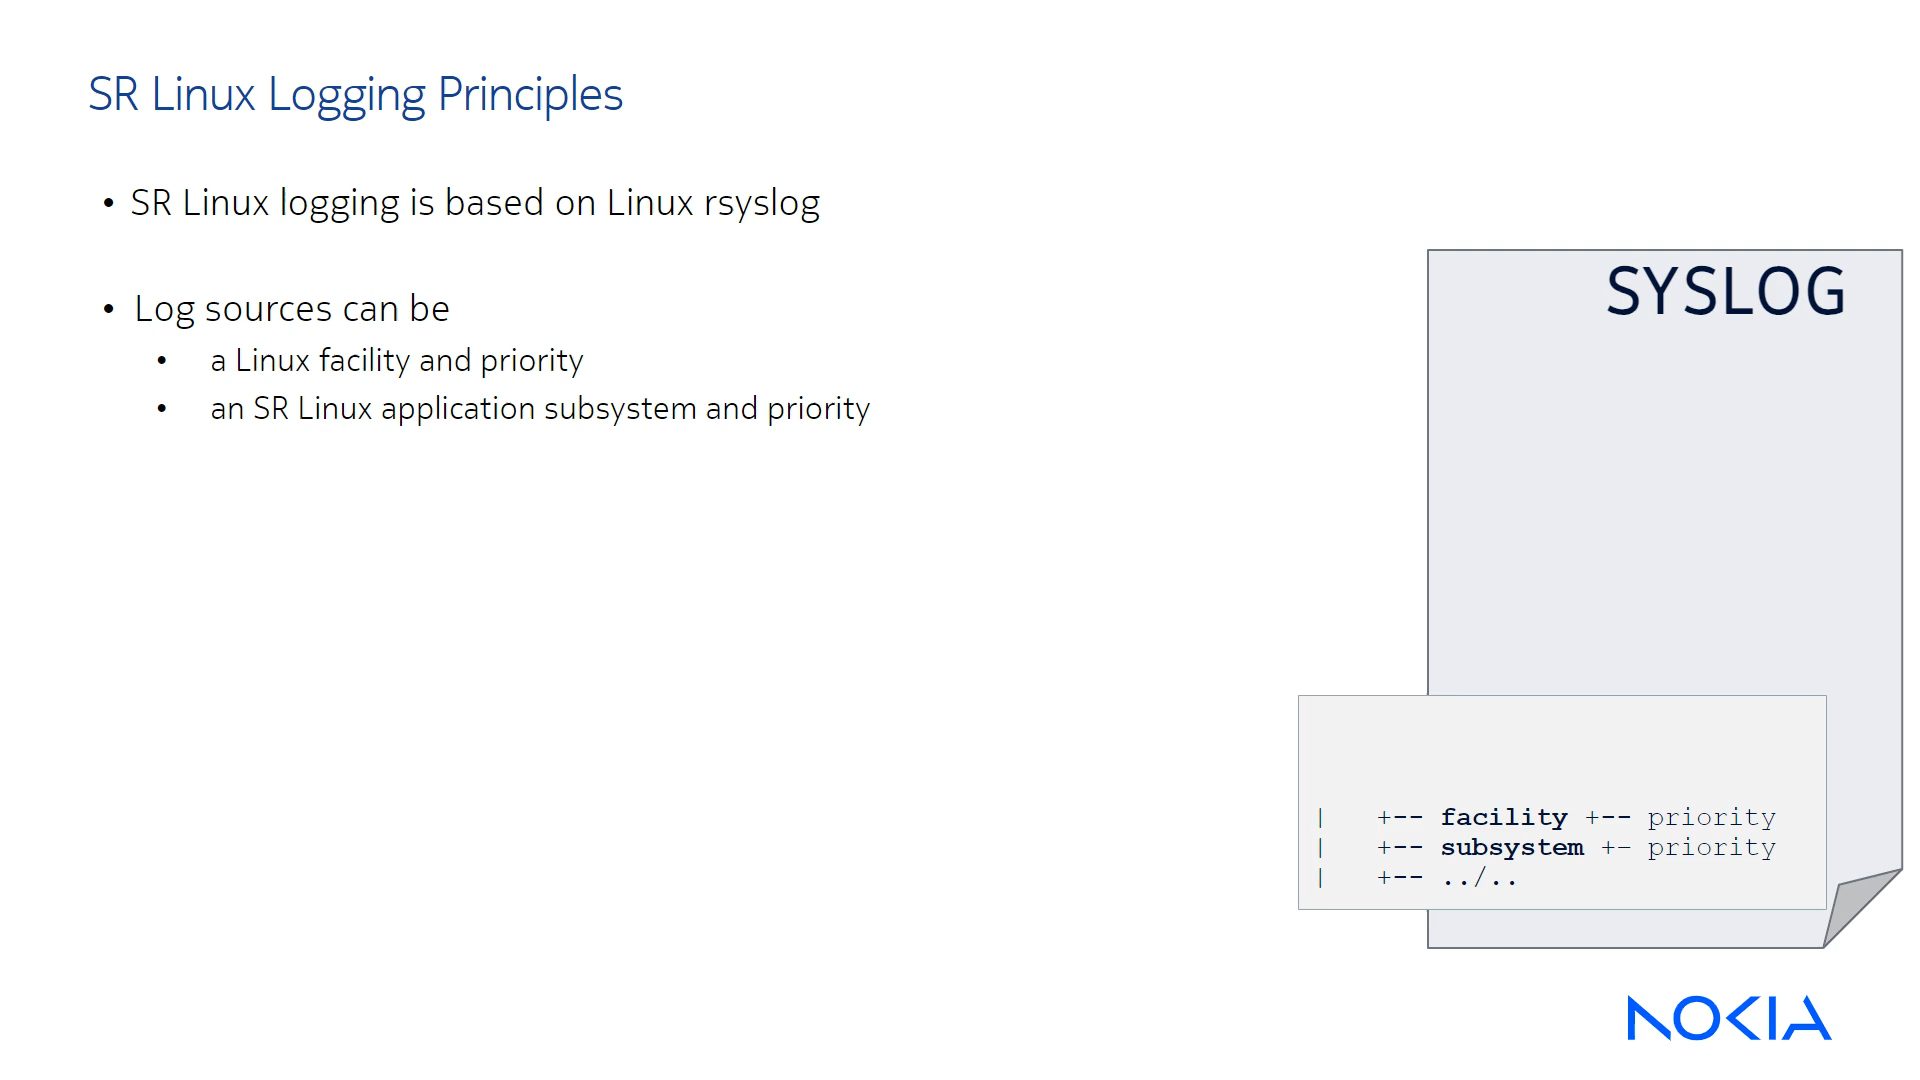 SR Linux Logging Principles
• SR Linux logging is based on Linux rsyslog
• Log sources can be
• a Linux facility and priority
• an SR Linux application subsystem and priority
SYSLOG
|   +-- facility +-- priority
|   +-- subsystem +- priority
|   +-- ../..
NOKIA